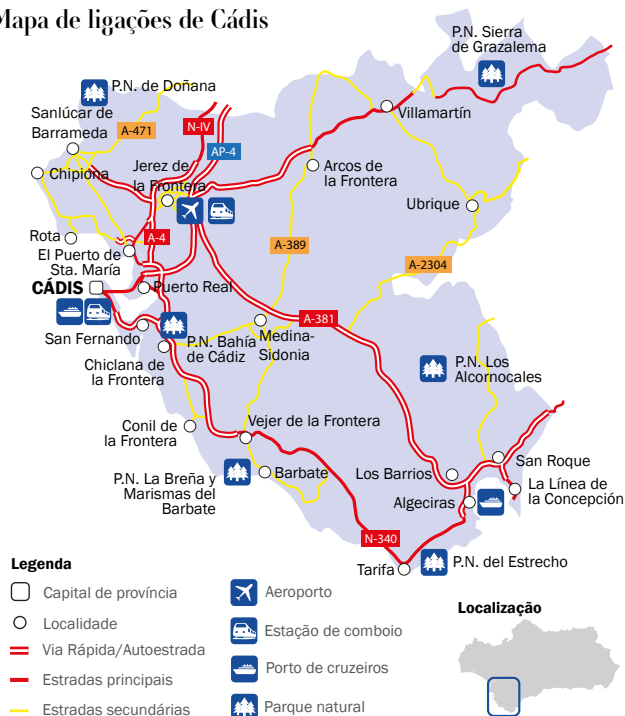 Mapa de ligações de Cádis
P.N. Sierra
de Grazalema
P.N. de Doñana
Sanlúcar de
Barrameda
A-471
N-IV
Villamartín
AP-4
Jerez de
la Frontera
Chipiona
Arcos de
la Frontera
Ubrique
Rota
A-4
A-389
El Puerto de
Sta. María
A-2304
CÁDIS
Puerto Real
A-381
San Fernando
P.N. Bahía
de Cádiz
Medina-
Sidonia
Chiclana de
la Frontera
P.N. Los
Alcornocales
Conil de
la Frontera
Vejer de la Frontera
San Roque
P.N. La Breña y
Marismas del
Barbate
Barbate
Los Barrios
La Línea de
la Concepción
Algeciras
N-340
Tarifa
P.N. del Estrecho
Legenda
Capital de província
Localidade
Via Rápida/Autoestrada
Estradas principais
Estradas secundárias
Aeroporto
Estação de comboio
Porto de cruzeiros
Parque natural
Localização